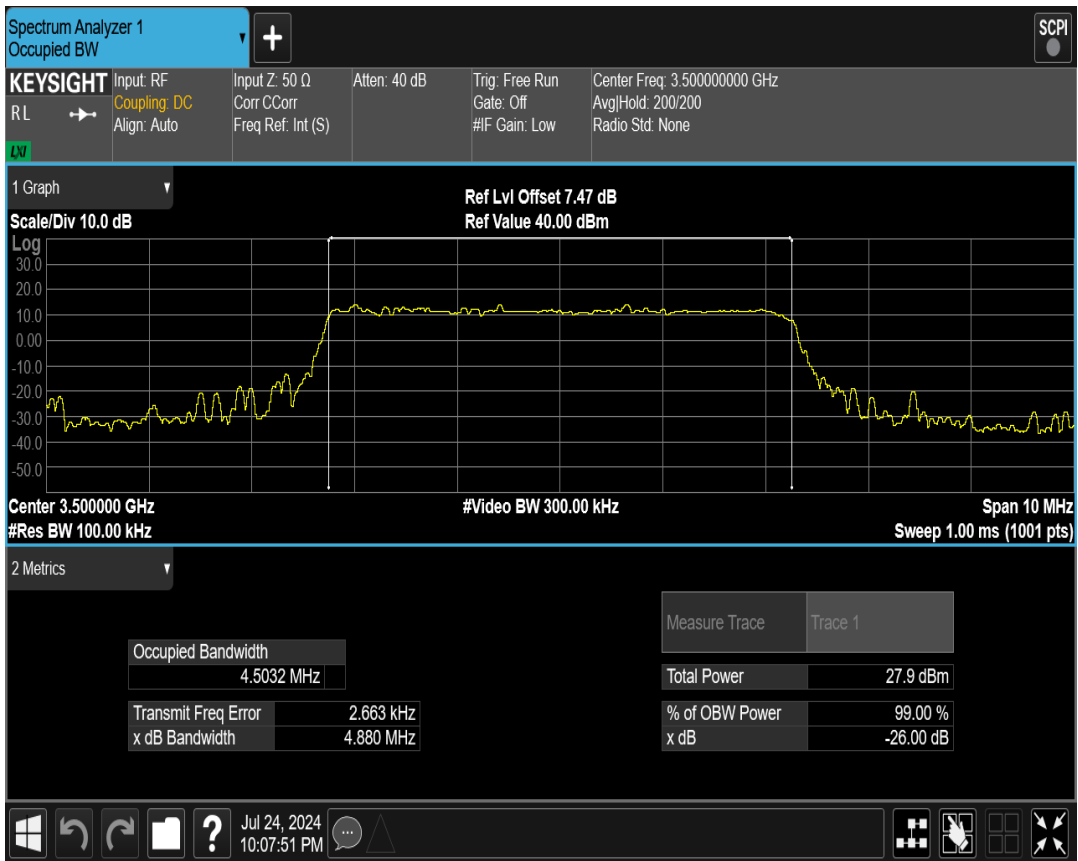 Spectrum Analyzer 1
Occupied BW
+
SCPI
KEYSIGHT
RL
LXI
Input: RF
Coupling: DC
Align: Auto
Input Z: 50 Ω
Corr CCorr
Freq Ref: Int (S)
Atten: 40 dB
Trig: Free Run
Gate: Off
#IF Gain: Low
Center Freq: 3.500000000 GHz
Avg|Hold: 200/200
Radio Std: None
1 Graph
Scale/Div 10.0 dB
Ref Lvl Offset 7.47 dB
Ref Value 40.00 dBm
Log
30.0
20.0
10.0
0.00
-10.0
-20.0
-30.0
-40.0
-50.0
Center 3.500000 GHz
#Res BW 100.00 kHz
#Video BW 300.00 kHz
Span 10 MHz
Sweep 1.00 ms (1001 pts)
2 Metrics
Occupied Bandwidth
4.5032 MHz
Transmit Freq Error 2.663 kHz
x dB Bandwidth 4.880 MHz
Measure Trace Trace 1
Total Power 27.9 dBm
% of OBW Power 99.00 %
x dB -26.00 dB
?
Jul 24, 2024
10:07:51 PM